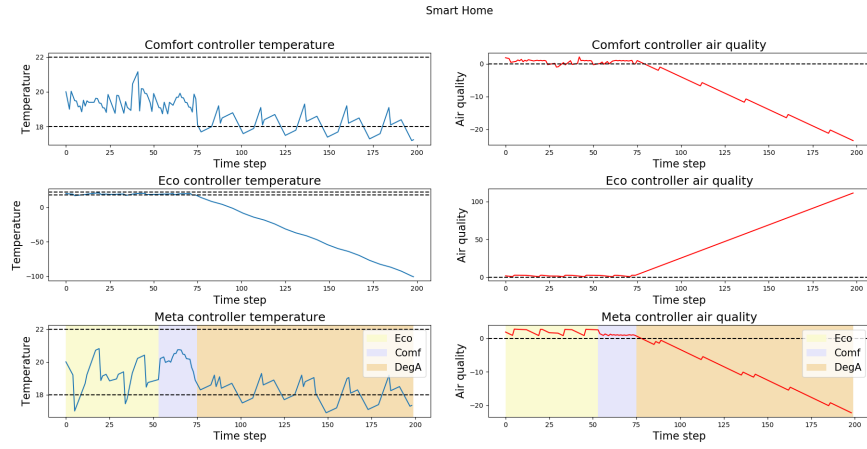 Smart Home
Comfort controller temperature
22
20
18
Temperature
0 25 50 75 100 125 150 175 200
Time step
Comfort controller air quality
0
−10
−20
Air quality
0 25 50 75 100 125 150 175 200
Time step
Eco controller temperature
0
−50
−100
Temperature
0 25 50 75 100 125 150 175 200
Time step
Eco controller air quality
100
50
0
Air quality
0 25 50 75 100 125 150 175 200
Time step
Meta controller temperature
22
20
18
Temperature
Eco
Comf
DegA
0 25 50 75 100 125 150 175 200
Time step
Meta controller air quality
0
−10
−20
Air quality
Eco
Comf
DegA
0 25 50 75 100 125 150 175 200
Time step